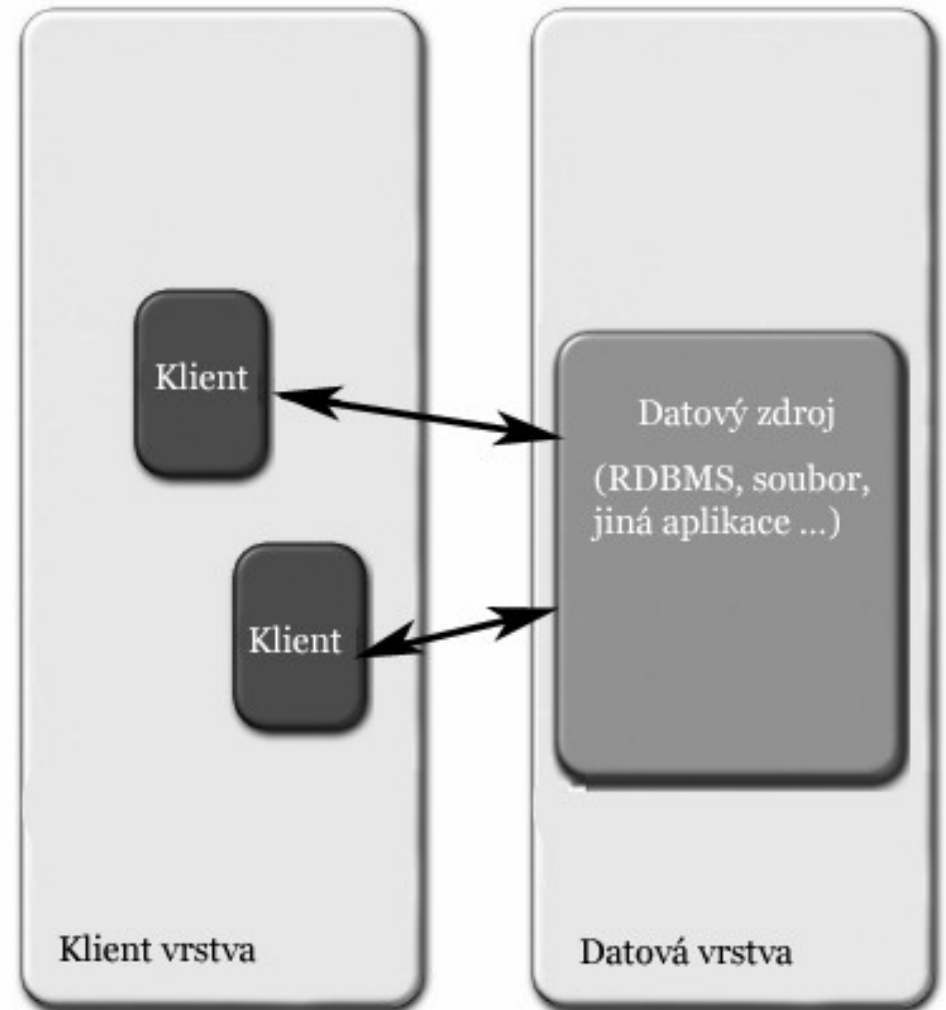 Klient
Klient
Klient vrstva
Datový zdroj
(RDBMS, soubor,
jiná aplikace ...)
Datová vrstva